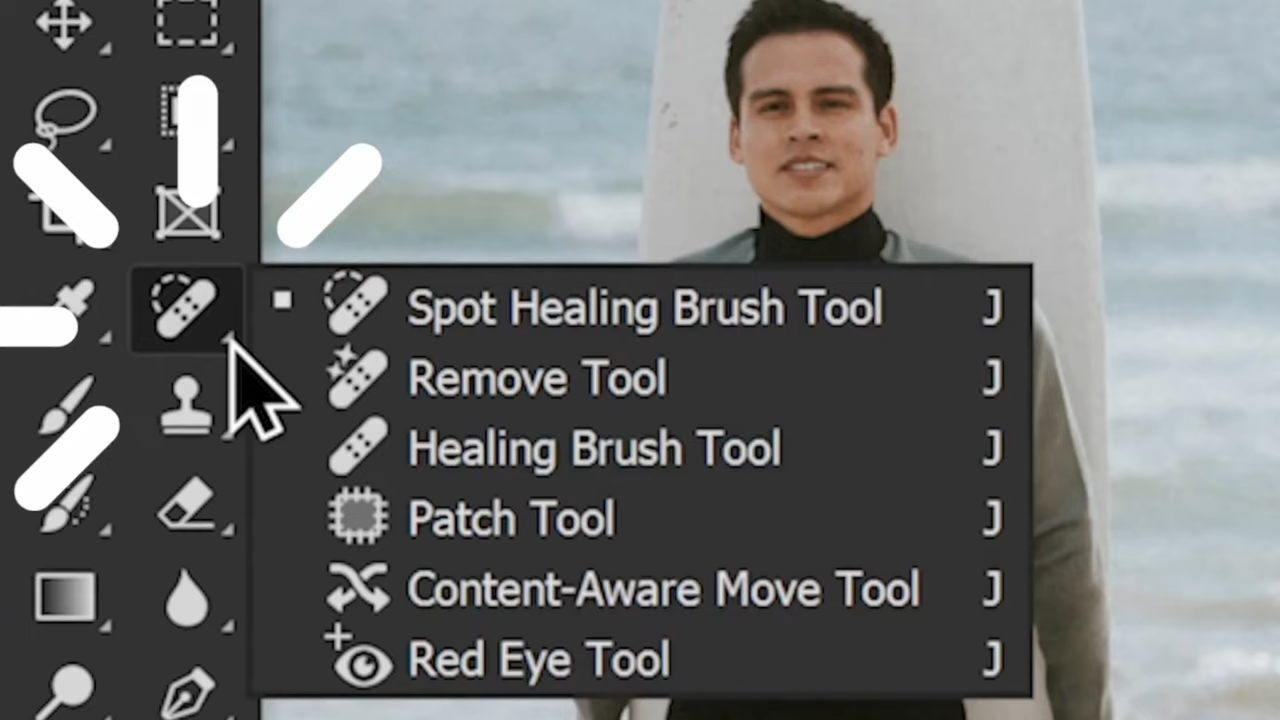 Spot Healing Brush Tool J
Remove Tool J
Healing Brush Tool J
Patch Tool J
Content-Aware Move Tool J
Red Eye Tool J